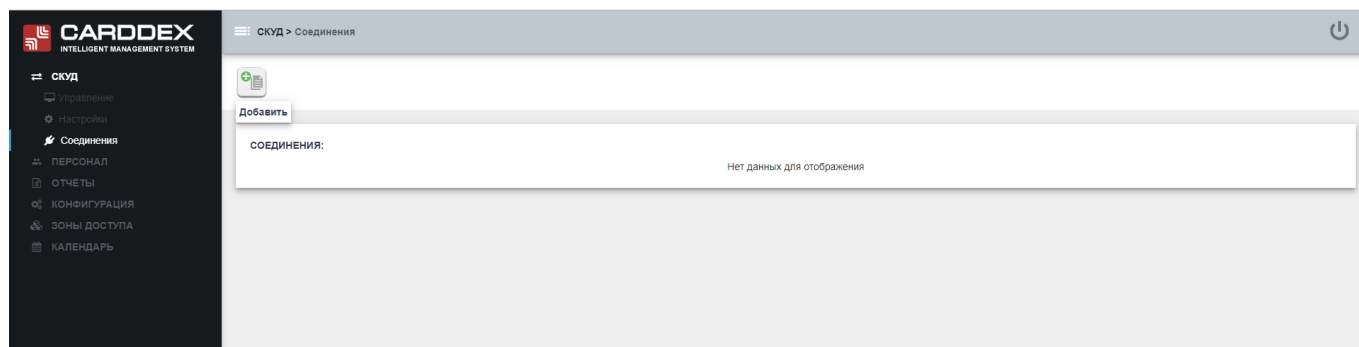 CARDDEX
INTELLIGENT MANAGEMENT SYSTEM
СКУД > Соединения
СКУД
Управление
Настройки
Соединения
ПЕРСОНАЛ
ОТЧЁТЫ
КОНФИГУРАЦИЯ
ЗОНЫ ДОСТУПА
КАЛЕНДАРЬ
Добавить
СОЕДИНЕНИЯ:
Нет данных для отображения